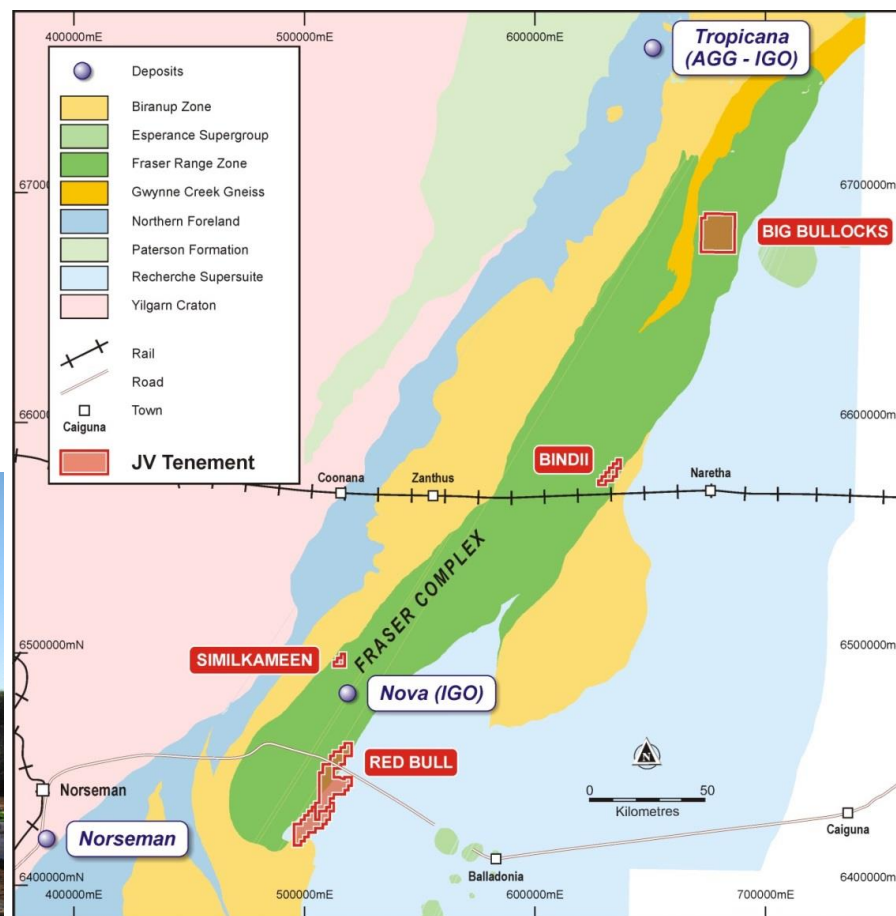 400000mE
500000mE
600000mE
700000mE
Tropicana
(AGG - IGO)
Deposits
Biranup Zone
Esperance Supergroup
Fraser Range Zone
Gwynne Creek Gneiss
Northern Foreland
Paterson Formation
Recherche Supersuite
Yilgarn Craton
Rail
Road
Caiguna
Town
JV Tenement
6700000mN
6700000mN
BIG BULLOCKS
66000
6600000mN
BINDII
Coonana
Zanthus
Naretha
FRASER COMPLEX
6500000mN
6500000mN
SIMILKAMEEN
Nova (IGO)
RED BULL
N
0
50
Kilometres
Norseman
Norseman
Caiguna
Balladonia
6400000mN
6400000mN
400000mE
500000mE
600000mE
700000mE